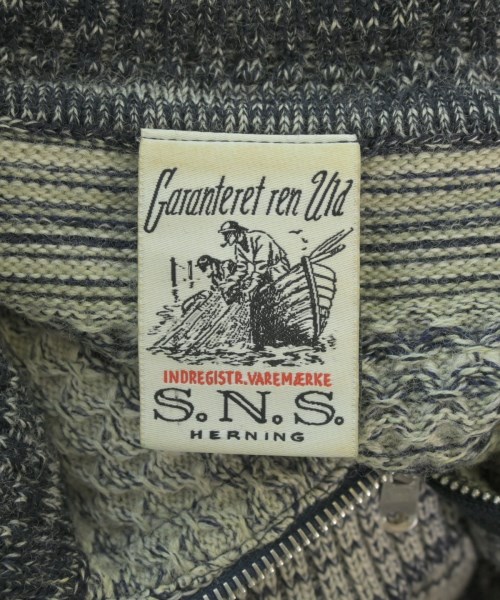 Garanteret ren Uld
INDREGISTR. VAREMÆRKE
S.N.S.
HERNING